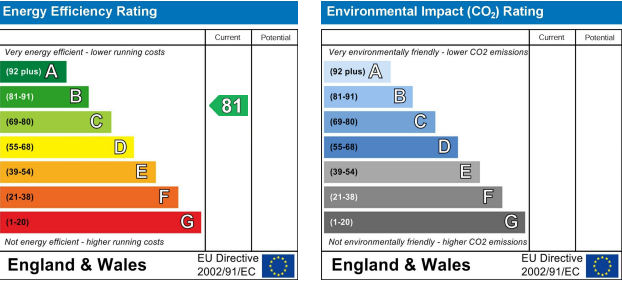 Energy Efficiency Rating
Current Potential
Very energy efficient - lower running costs
(92 plus) A
(81-91) B
81
(69-80) C
(55-68) D
(39-54) E
(21-38) F
(1-20) G
Not energy efficient - higher running costs
England & Wales
EU Directive
2002/91/EC
Environmental Impact (CO₂) Rating
Current Potential
Very environmentally friendly - lower CO2 emissions
(92 plus) A
(81-91) B
(69-80) C
(55-68) D
(39-54) E
(21-38) F
(1-20) G
Not environmentally friendly - higher CO2 emissions
England & Wales
EU Directive
2002/91/EC